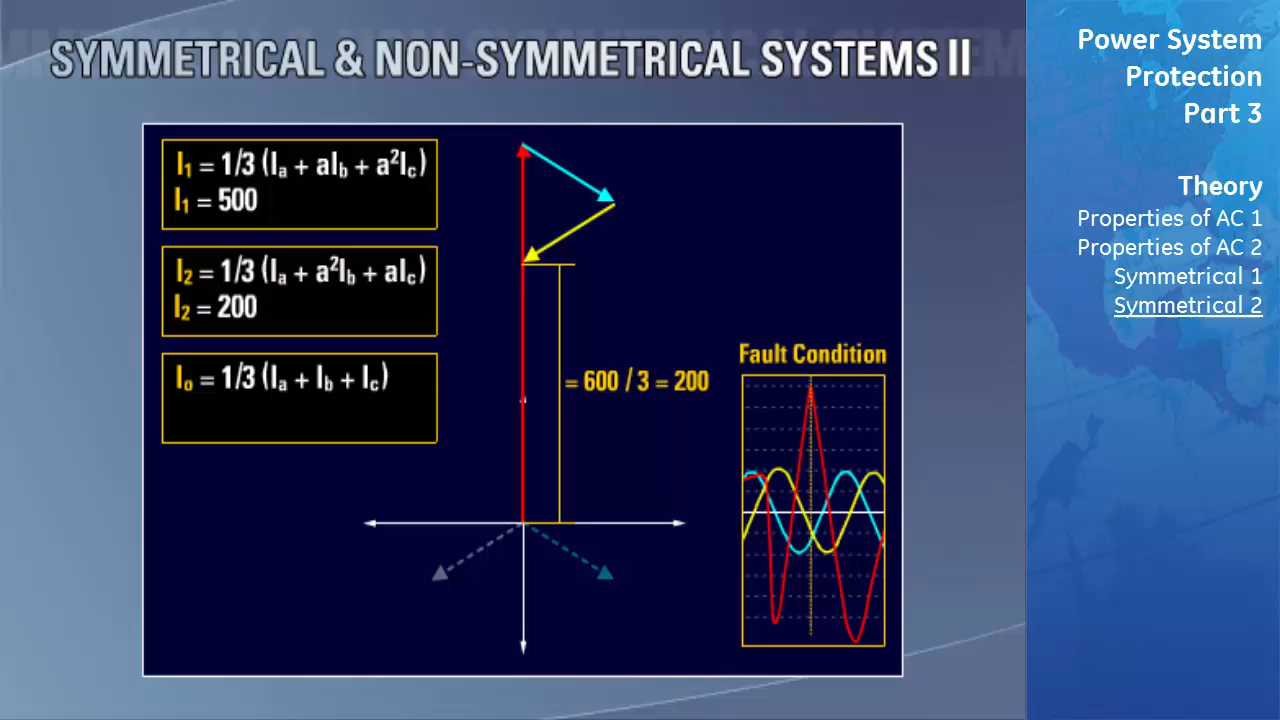 SYMMETRICAL & NON-SYMMETRICAL SYSTEMS II
I₁ = 1/3 (Iₐ + aI_b + a²I_c)
I₁ = 500
I₂ = 1/3 (Iₐ + a²I_b + aI_c)
I₂ = 200
I₀ = 1/3 (Iₐ + I_b + I_c)
= 600 / 3 = 200
Fault Condition
Power System
Protection
Part 3
Theory
Properties of AC 1
Properties of AC 2
Symmetrical 1
Symmetrical 2